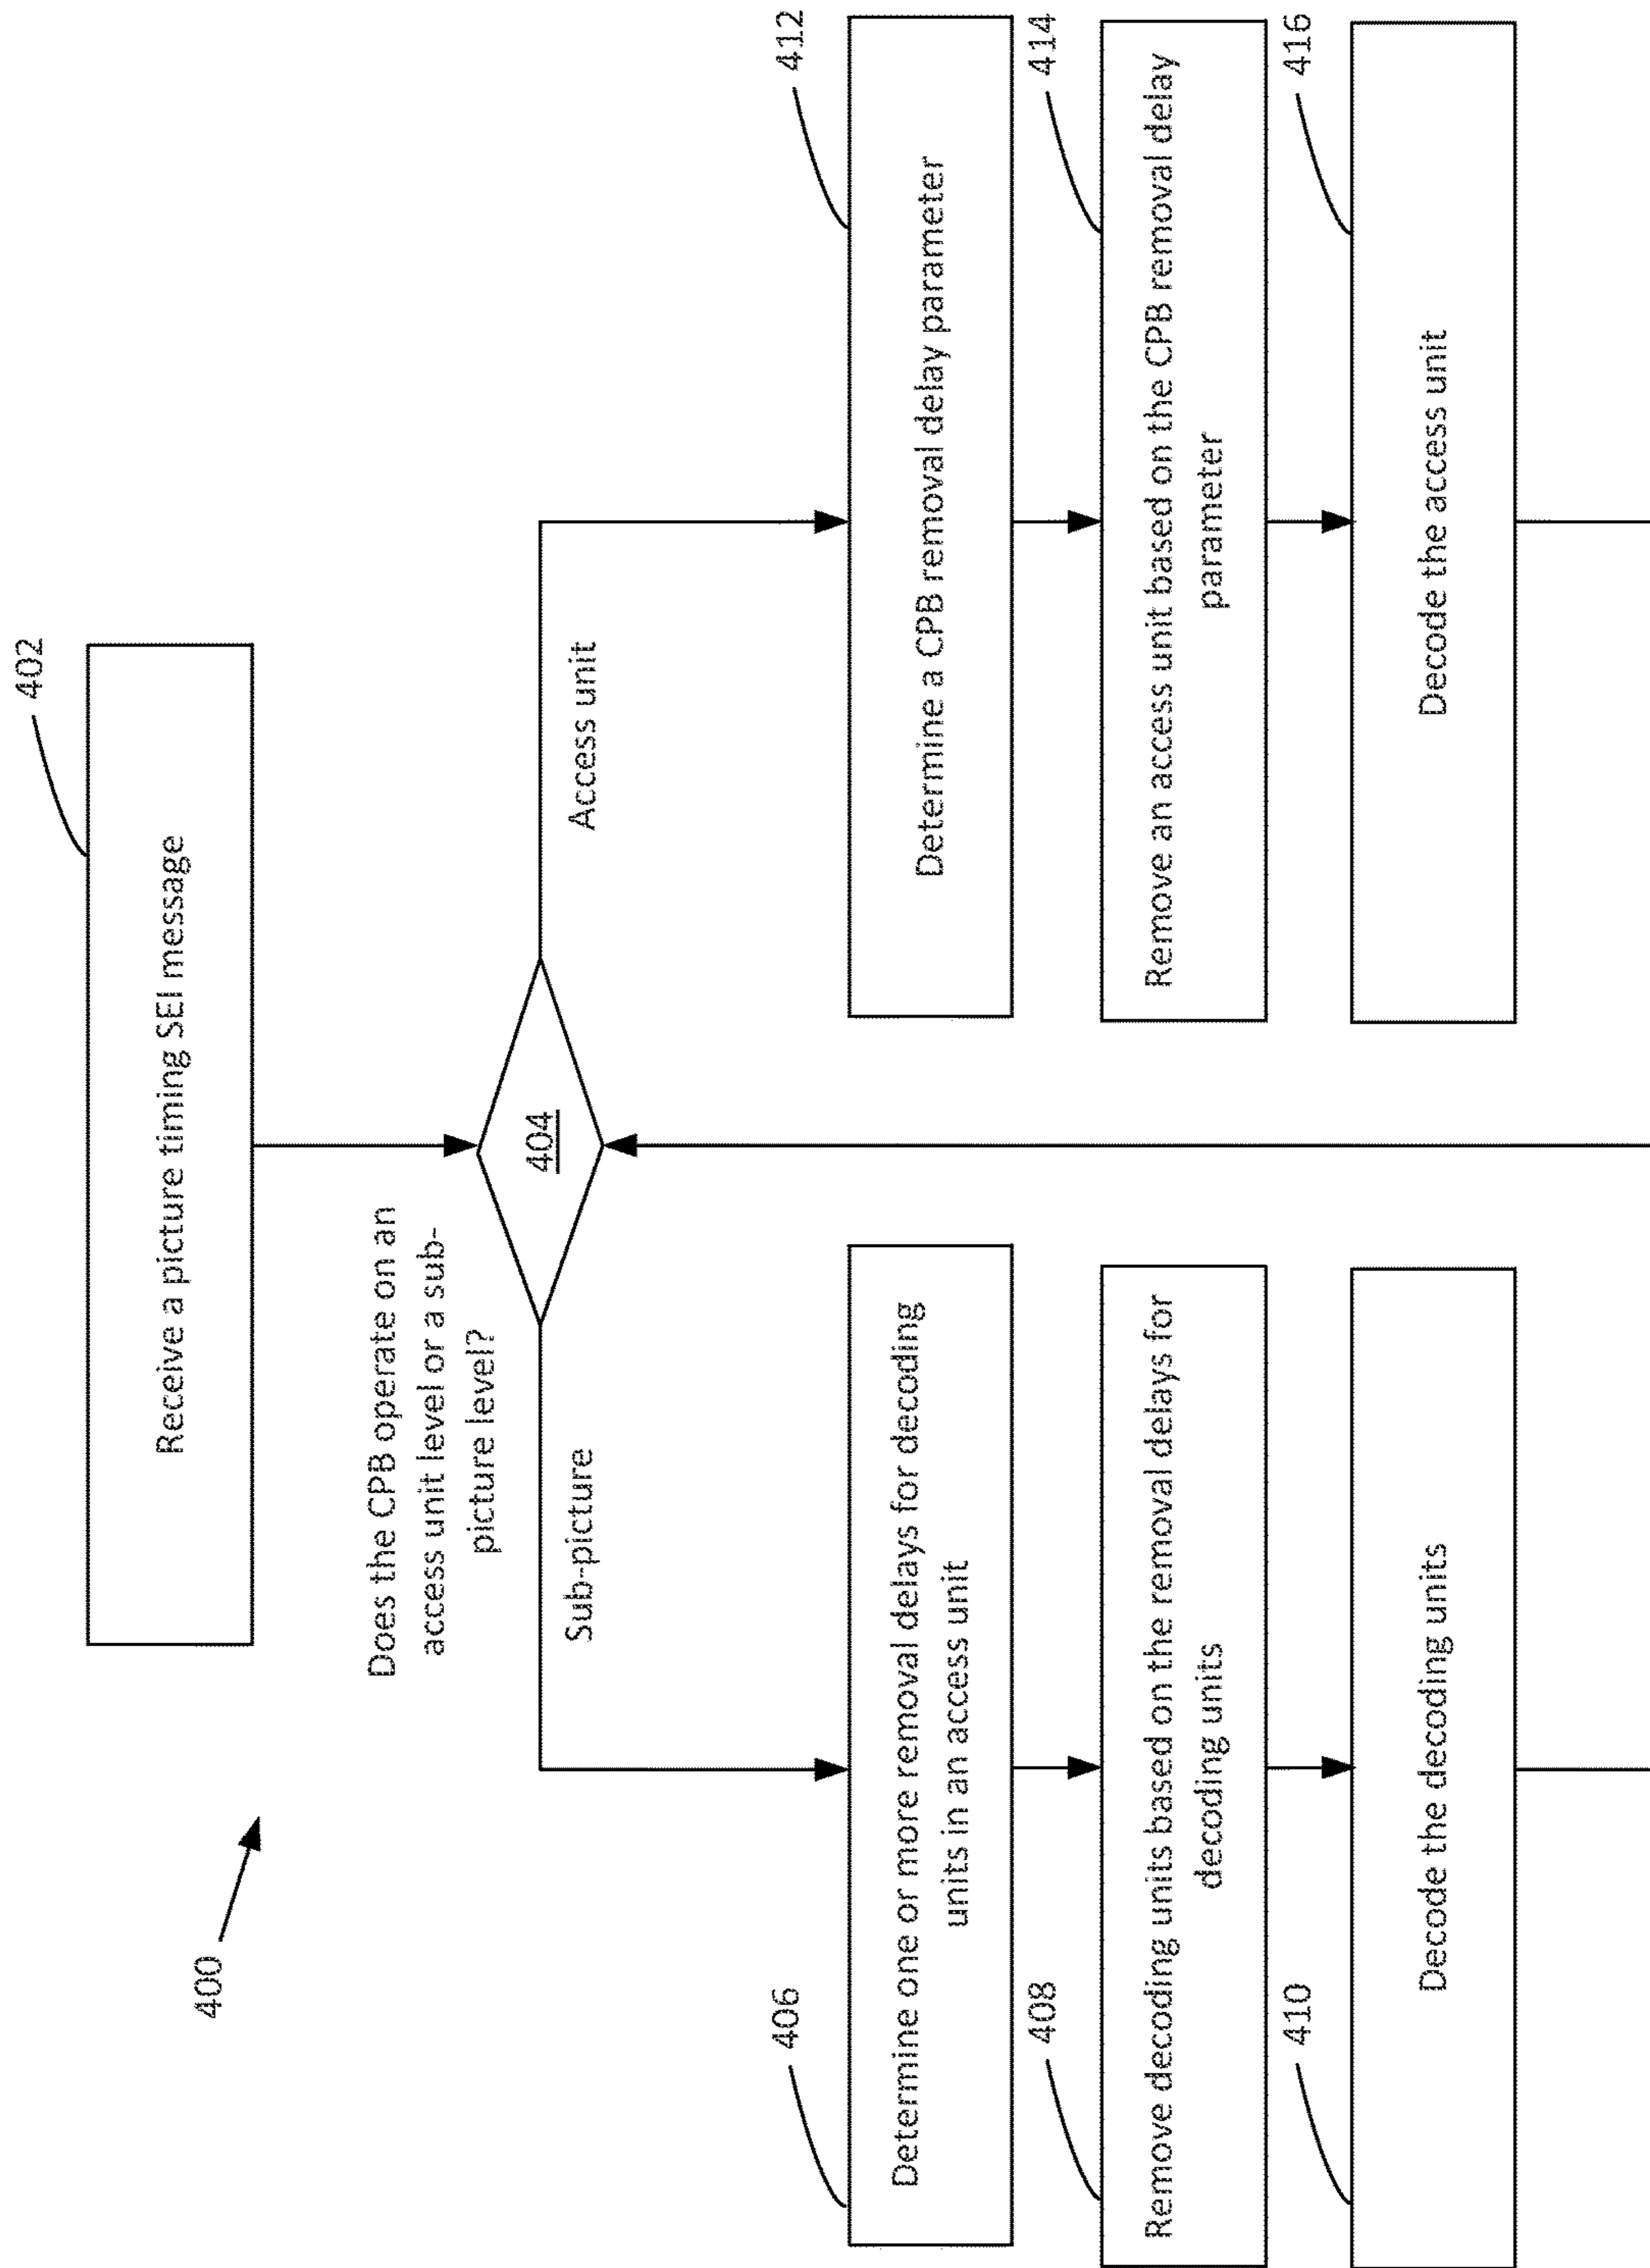 400
402
Receive a picture timing SEI message
Does the CPB operate on an
access unit level or a sub-
picture level?
404
Sub-picture
Access unit
406
Determine one or more removal delays for decoding
units in an access unit
408
Remove decoding units based on the removal delays for
decoding units
410
Decode the decoding units
412
Determine a CPB removal delay parameter
414
Remove an access unit based on the CPB removal delay
parameter
416
Decode the access unit